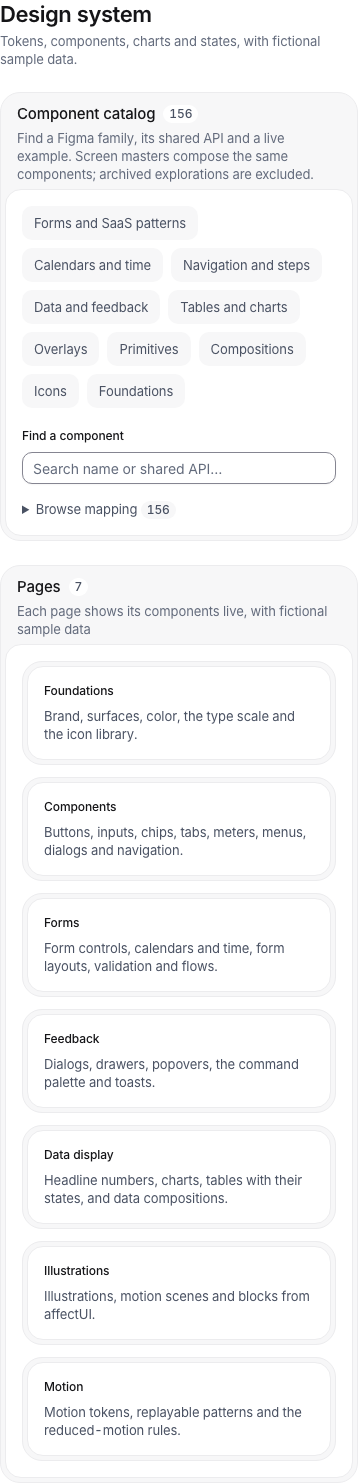 Design system
Tokens, components, charts and states, with fictional
sample data.
Component catalog 156
Find a Figma family, its shared API and a live
example. Screen masters compose the same
components; archived explorations are excluded.
Forms and SaaS patterns
Calendars and time Navigation and steps
Data and feedback Tables and charts
Overlays Primitives Compositions
Icons Foundations
Find a component
Search name or shared API...
Browse mapping 156
Pages 7
Each page shows its components live, with fictional
sample data
Foundations
Brand, surfaces, color, the type scale and
the icon library.
Components
Buttons, inputs, chips, tabs, meters, menus,
dialogs and navigation.
Forms
Form controls, calendars and time, form
layouts, validation and flows.
Feedback
Dialogs, drawers, popovers, the command
palette and toasts.
Data display
Headline numbers, charts, tables with their
states, and data compositions.
Illustrations
Illustrations, motion scenes and blocks from
affectUI.
Motion
Motion tokens, replayable patterns and the
reduced-motion rules.